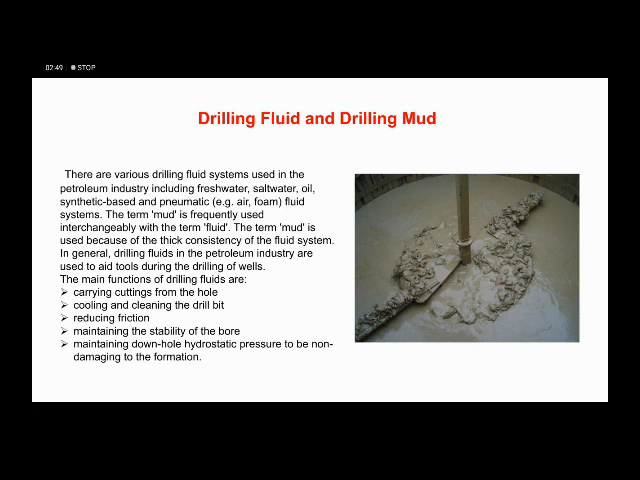 02:49 STOP
Drilling Fluid and Drilling Mud
There are various drilling fluid systems used in the
petroleum industry including freshwater, saltwater, oil,
synthetic-based and pneumatic (e.g. air, foam) fluid
systems. The term 'mud' is frequently used
interchangeably with the term 'fluid'. The term 'mud' is
used because of the thick consistency of the fluid system.
In general, drilling fluids in the petroleum industry are
used to aid tools during the drilling of wells.
The main functions of drilling fluids are:
➢ carrying cuttings from the hole
➢ cooling and cleaning the drill bit
➢ reducing friction
➢ maintaining the stability of the bore
➢ maintaining down-hole hydrostatic pressure to be non-
damaging to the formation.